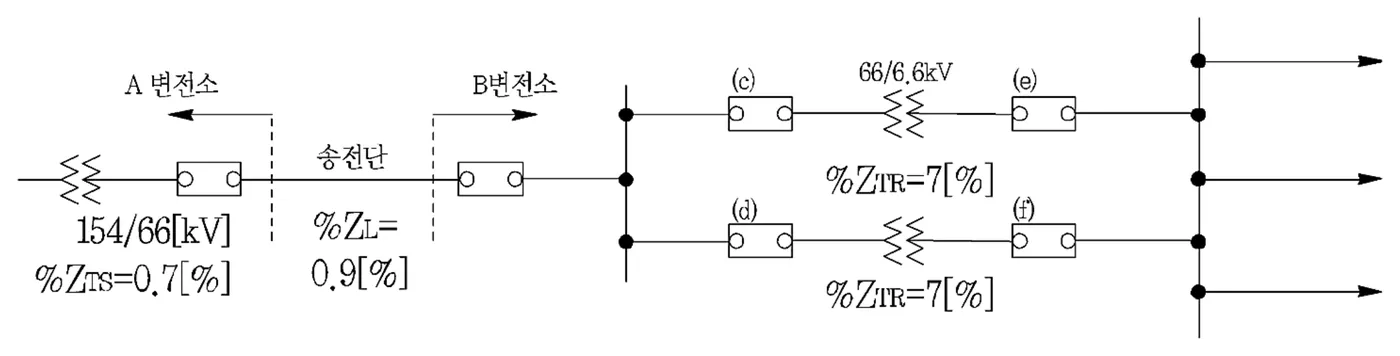 A 변전소
B변전소
송전단
154/66[kV]
%ZTS=0.7[%]
%ZL=
0.9[%]
(c)
66/6.6kV
(e)
%ZTR=7[%]
(d)
(f)
%ZTR=7[%]